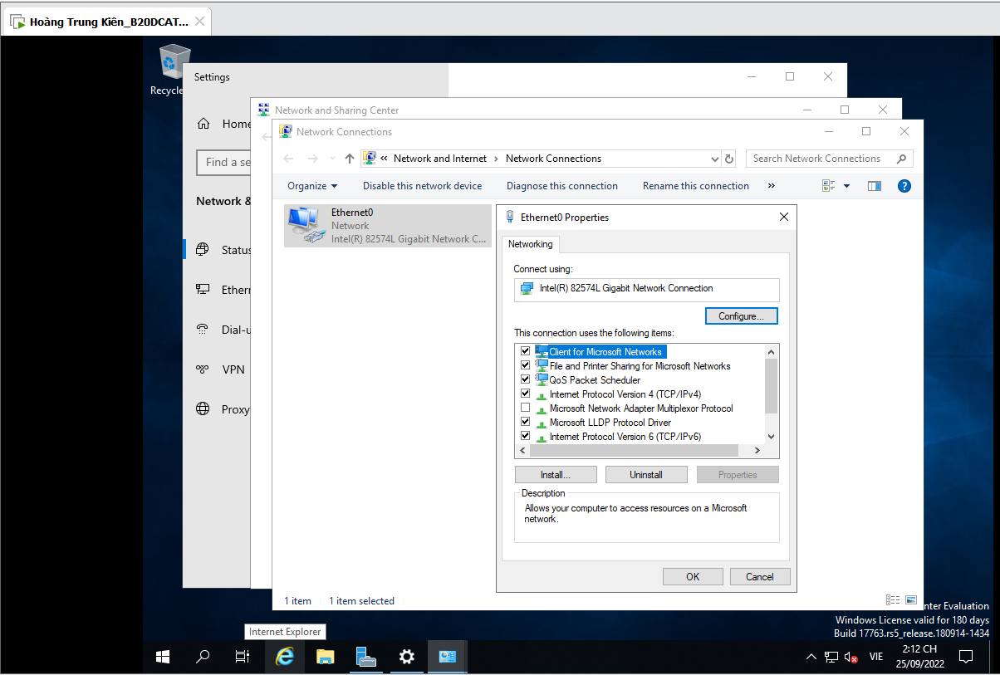 Hoàng Trung Kiên_B20DCAT...
Recycle
Settings
Home
Find a se
Network &
Status
Ethern
Dial-u
VPN
Proxy
Network and Sharing Center
Network Connections
« Network and Internet › Network Connections
Search Network Connections
Organize
Disable this network device
Diagnose this connection
Rename this connection
»
Ethernet0
Network
Intel(R) 82574L Gigabit Network C...
Ethernet0 Properties
Networking
Connect using:
Intel(R) 82574L Gigabit Network Connection
Configure...
This connection uses the following items:
Client for Microsoft Networks
File and Printer Sharing for Microsoft Networks
QoS Packet Scheduler
Internet Protocol Version 4 (TCP/IPv4)
Microsoft Network Adapter Multiplexor Protocol
Microsoft LLDP Protocol Driver
Internet Protocol Version 6 (TCP/IPv6)
Install...
Uninstall
Properties
Description
Allows your computer to access resources on a Microsoft
network.
OK
Cancel
1 item
1 item selected
nter Evaluation
Windows License valid for 180 days
Build 17763.rs5_release.180914-1434
Internet Explorer
VIE
2:12 CH
25/09/2022